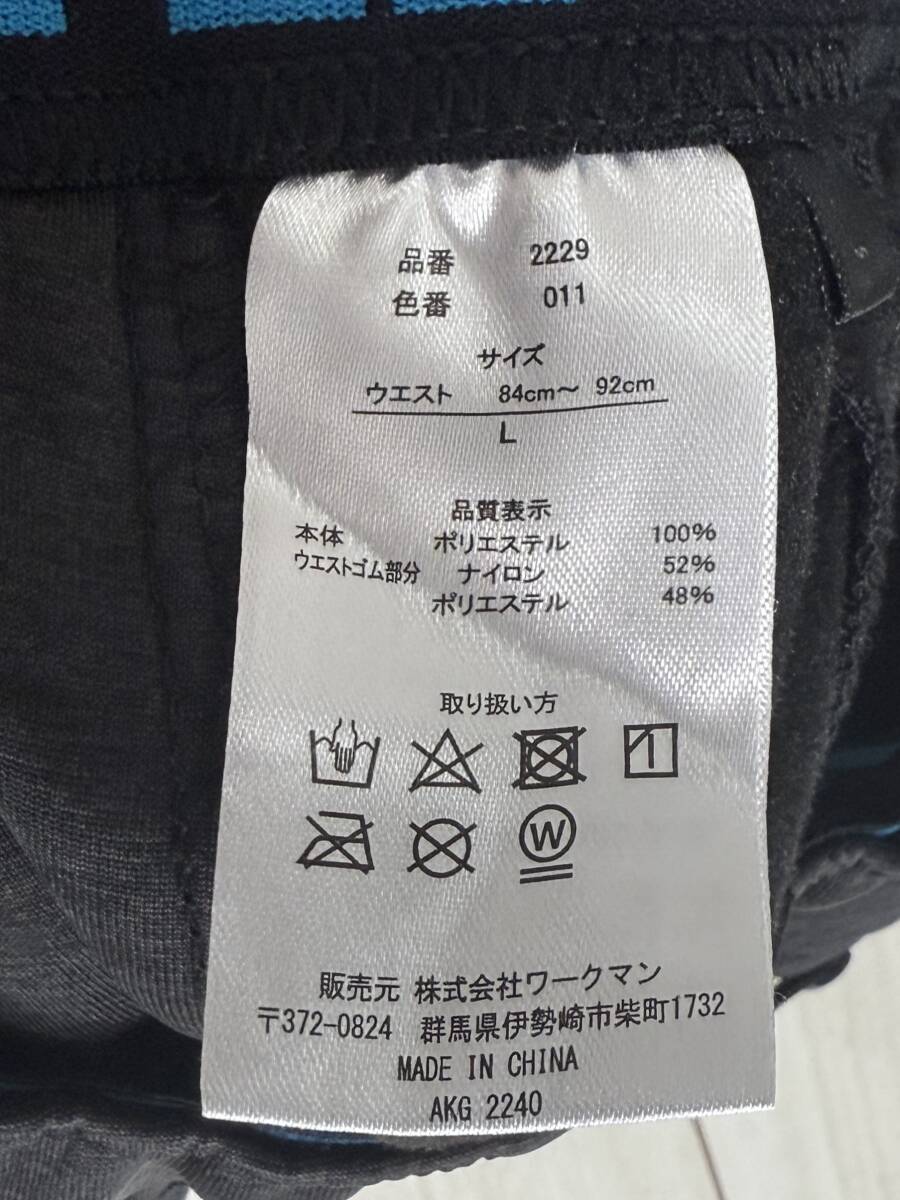 品番 2229
色番 011
サイズ
ウエスト 84cm～ 92cm
L
品質表示
本体 ポリエステル 100%
ウエストゴム部分 ナイロン 52%
ポリエステル 48%
取り扱い方
W
販売元 株式会社ワークマン
〒372-0824 群馬県伊勢崎市柴町1732
MADE IN CHINA
AKG 2240